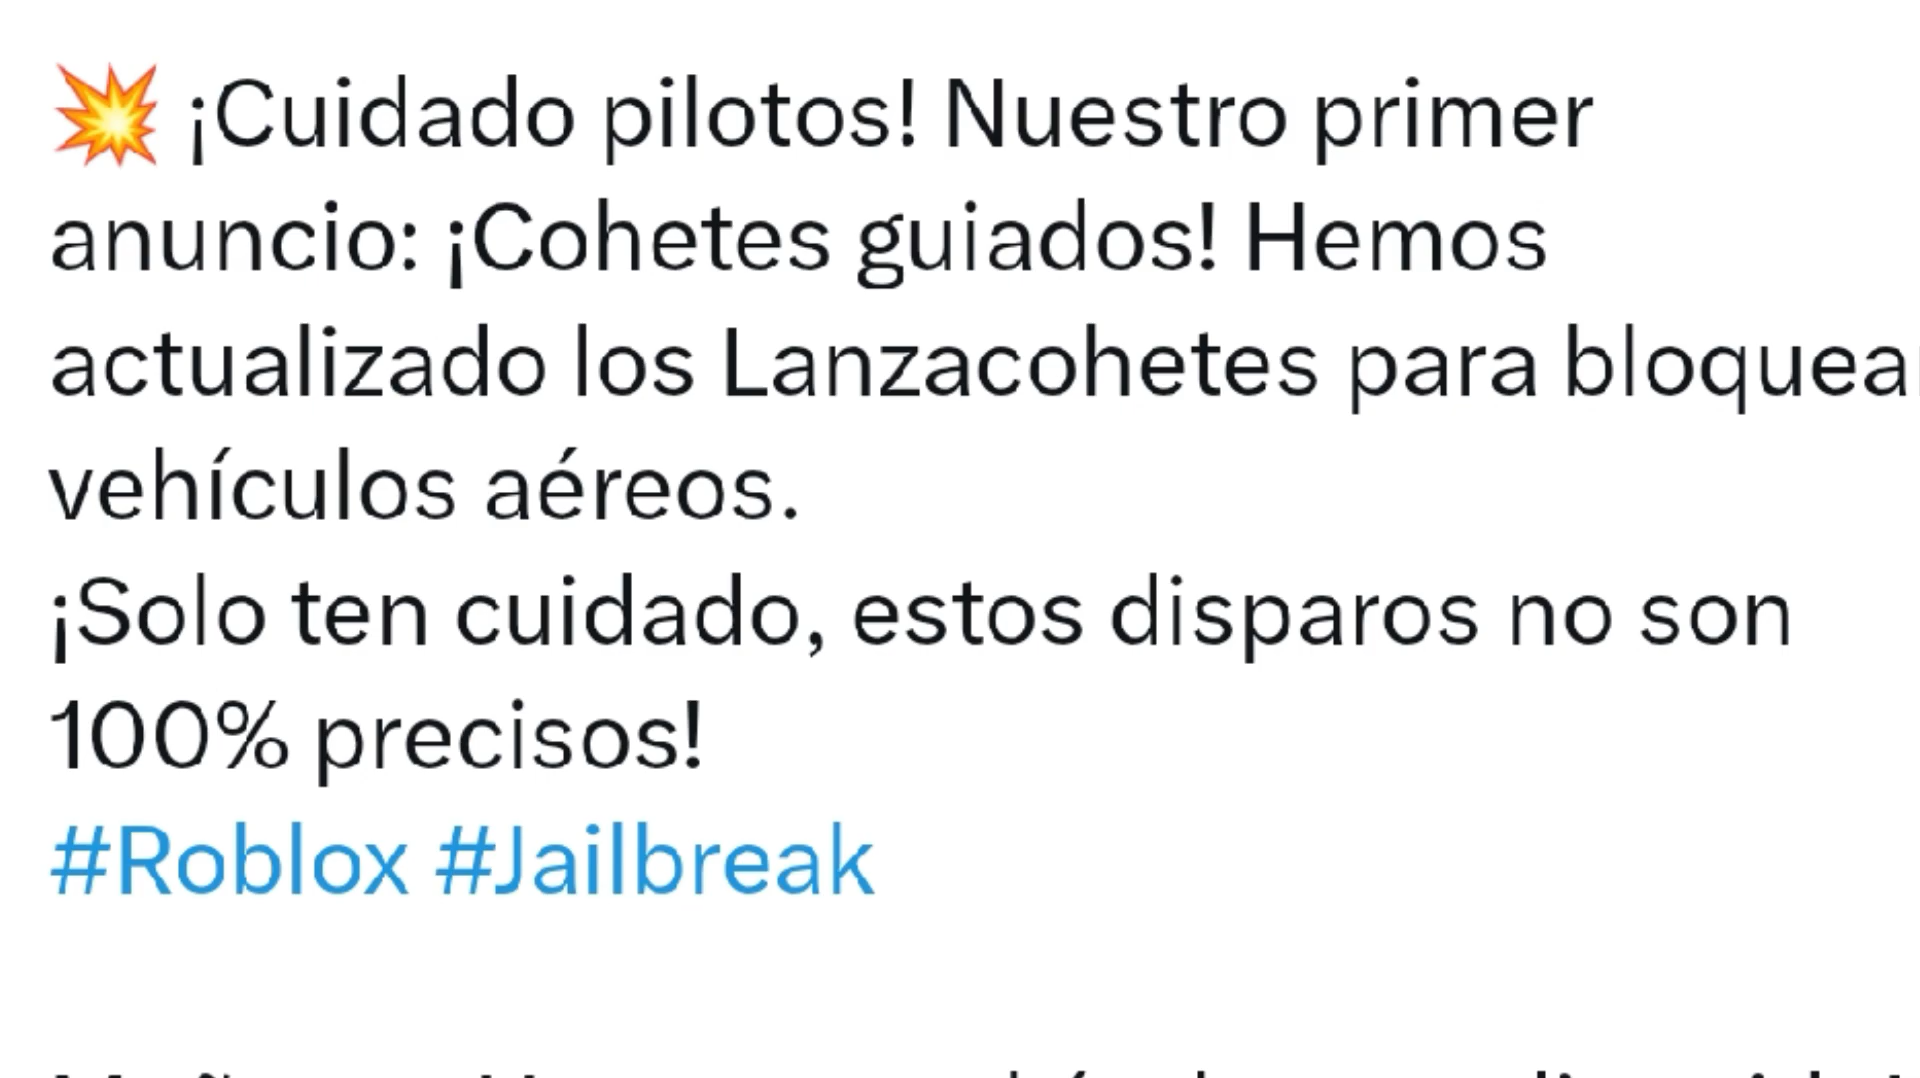 💥 ¡Cuidado pilotos! Nuestro primer
anuncio: ¡Cohetes guiados! Hemos
actualizado los Lanzacohetes para bloquear
vehículos aéreos.
¡Solo ten cuidado, estos disparos no son
100% precisos!
#Roblox #Jailbreak